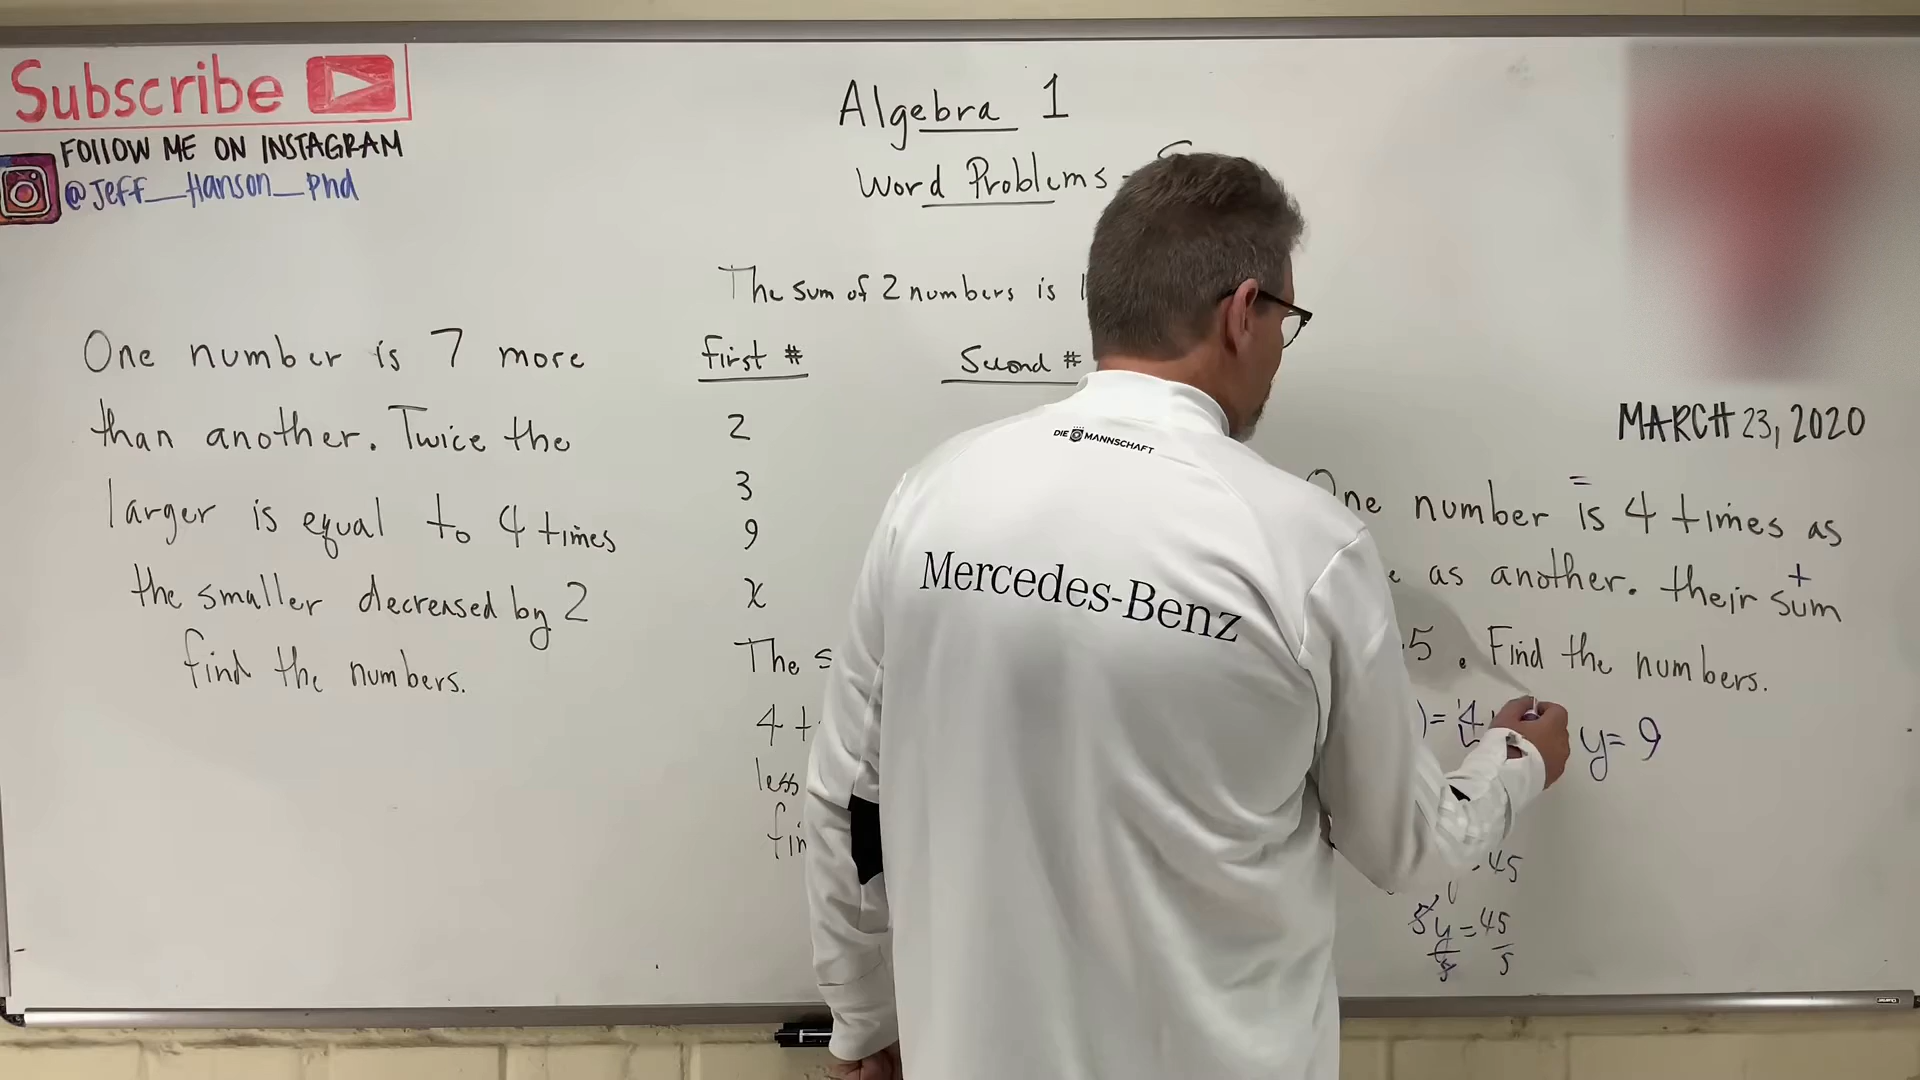 Subscribe
FOllOW ME ON INSTAGRAM
@Jeff__Hanson_Phd
Algebra 1
Word Problems -
The sum of 2 numbers is
first #
Second #
2
3
9
x
The s
4 t
less
fin
One number is 7 more
than another. Twice the
larger is equal to 4 times
the smaller decreased by 2
find the numbers.
DIE MANNSCHAFT
Mercedes-Benz
MARCH 23, 2020
=
One number is 4 times as
as another. their sum
+
5. Find the numbers.
)= 4
y= 9
45
5y = 45
5 5